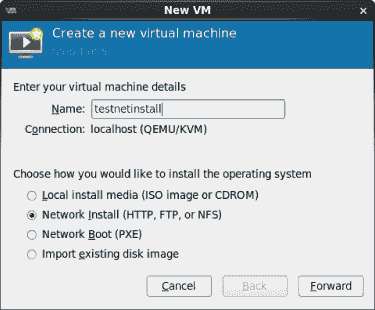 New VM
Create a new virtual machine
Enter your virtual machine details
Name: testnetinstall
Connection: localhost (QEMU/KVM)
Choose how you would like to install the operating system
Local install media (ISO image or CDROM)
Network Install (HTTP, FTP, or NFS)
Network Boot (PXE)
Import existing disk image
Cancel
Back
Forward